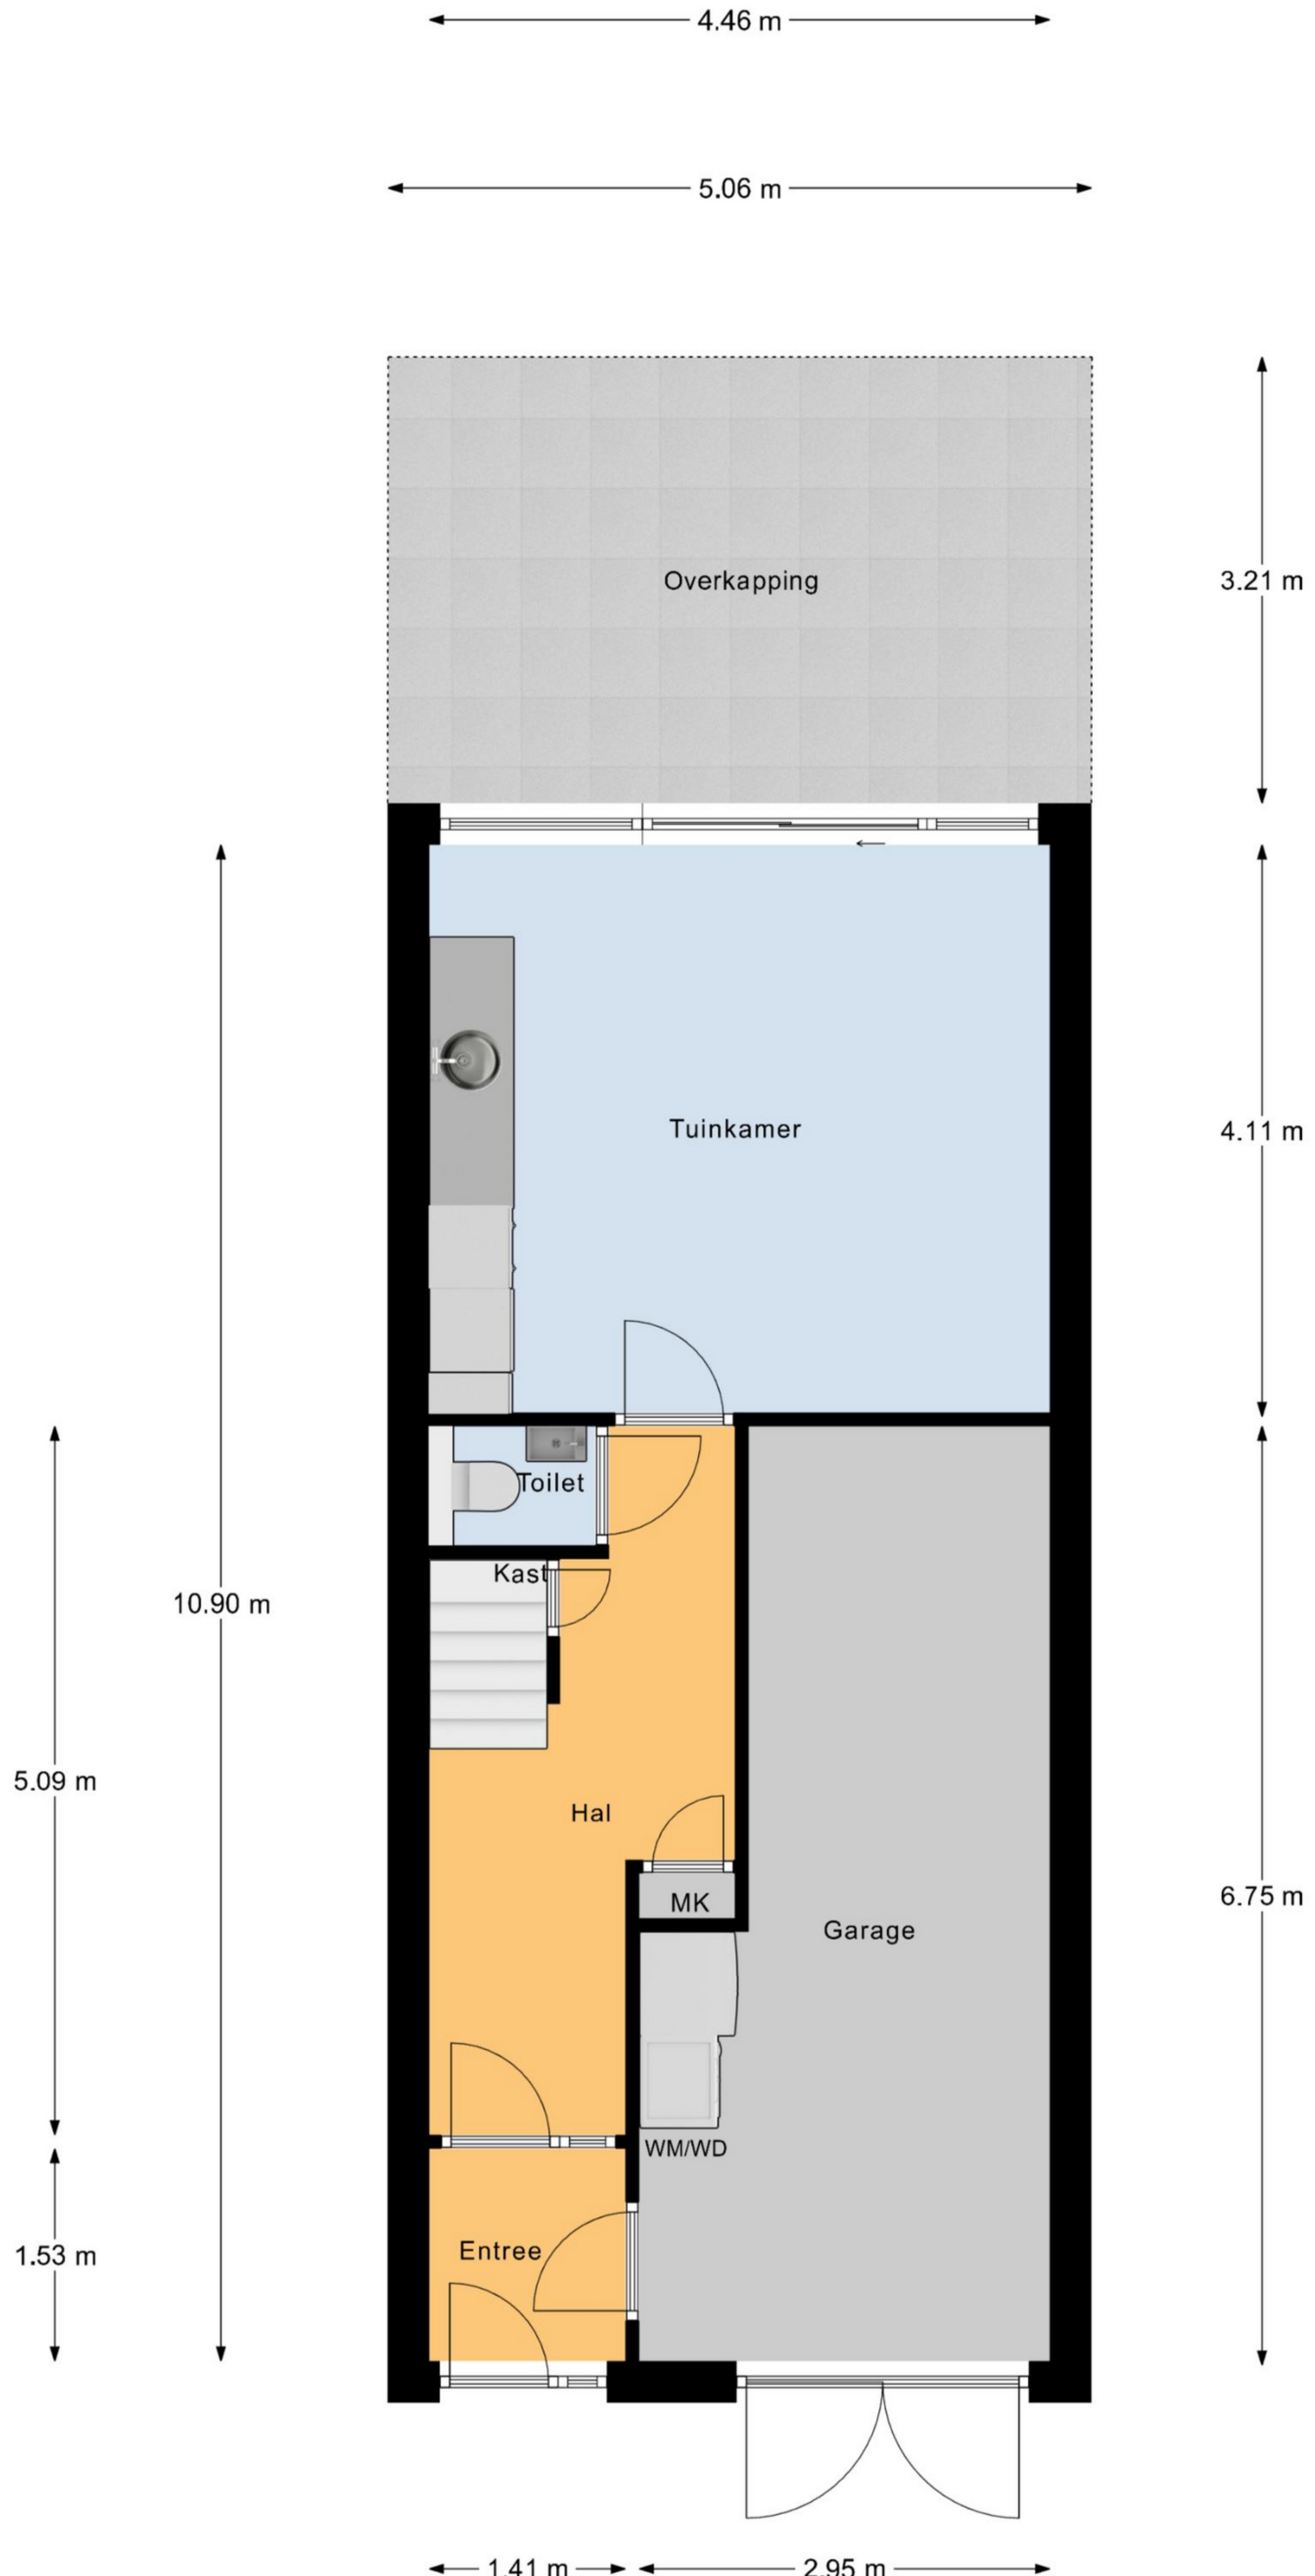 4.46 m
5.06 m
Overkapping
3.21 m
Tuinkamer
4.11 m
Toilet
Kast
10.90 m
5.09 m
Hal
MK
6.75 m
Garage
WM/WD
Entree
1.53 m
1.41 m
2.95 m